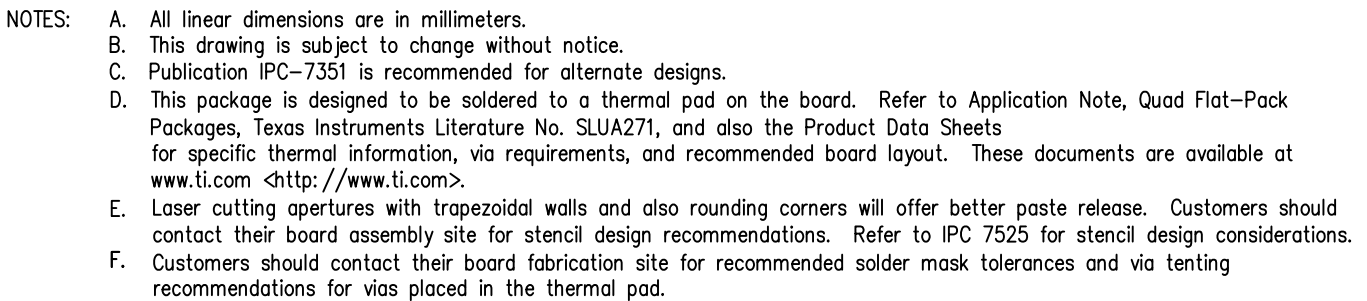 NOTES: A. All linear dimensions are in millimeters.
B. This drawing is subject to change without notice.
C. Publication IPC-7351 is recommended for alternate designs.
D. This package is designed to be soldered to a thermal pad on the board. Refer to Application Note, Quad Flat-Pack
Packages, Texas Instruments Literature No. SLUA271, and also the Product Data Sheets
for specific thermal information, via requirements, and recommended board layout. These documents are available at
www.ti.com <http://www.ti.com>.
E. Laser cutting apertures with trapezoidal walls and also rounding corners will offer better paste release. Customers should
contact their board assembly site for stencil design recommendations. Refer to IPC 7525 for stencil design considerations.
F. Customers should contact their board fabrication site for recommended solder mask tolerances and via tenting
recommendations for vias placed in the thermal pad.